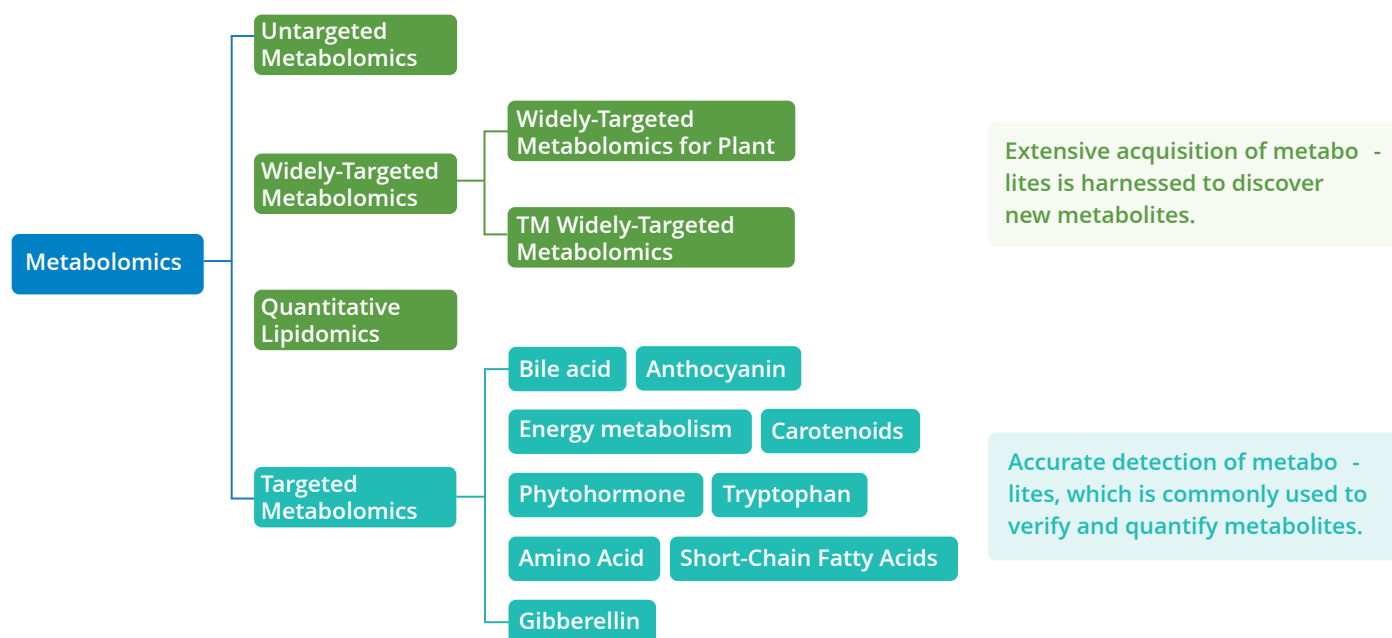 Untargeted
Metabolomics
Widely-Targeted
Metabolomics for Plant
Widely-Targeted
Metabolomics
Extensive acquisition of metabo -
lites is harnessed to discover
new metabolites.
TM Widely-Targeted
Metabolomics
Metabolomics
Quantitative
Lipidomics
Bile acid
Anthocyanin
Energy metabolism
Carotenoids
Targeted
Metabolomics
Phytohormone
Tryptophan
Accurate detection of metabo -
lites, which is commonly used to
verify and quantify metabolites.
Amino Acid
Short-Chain Fatty Acids
Gibberellin